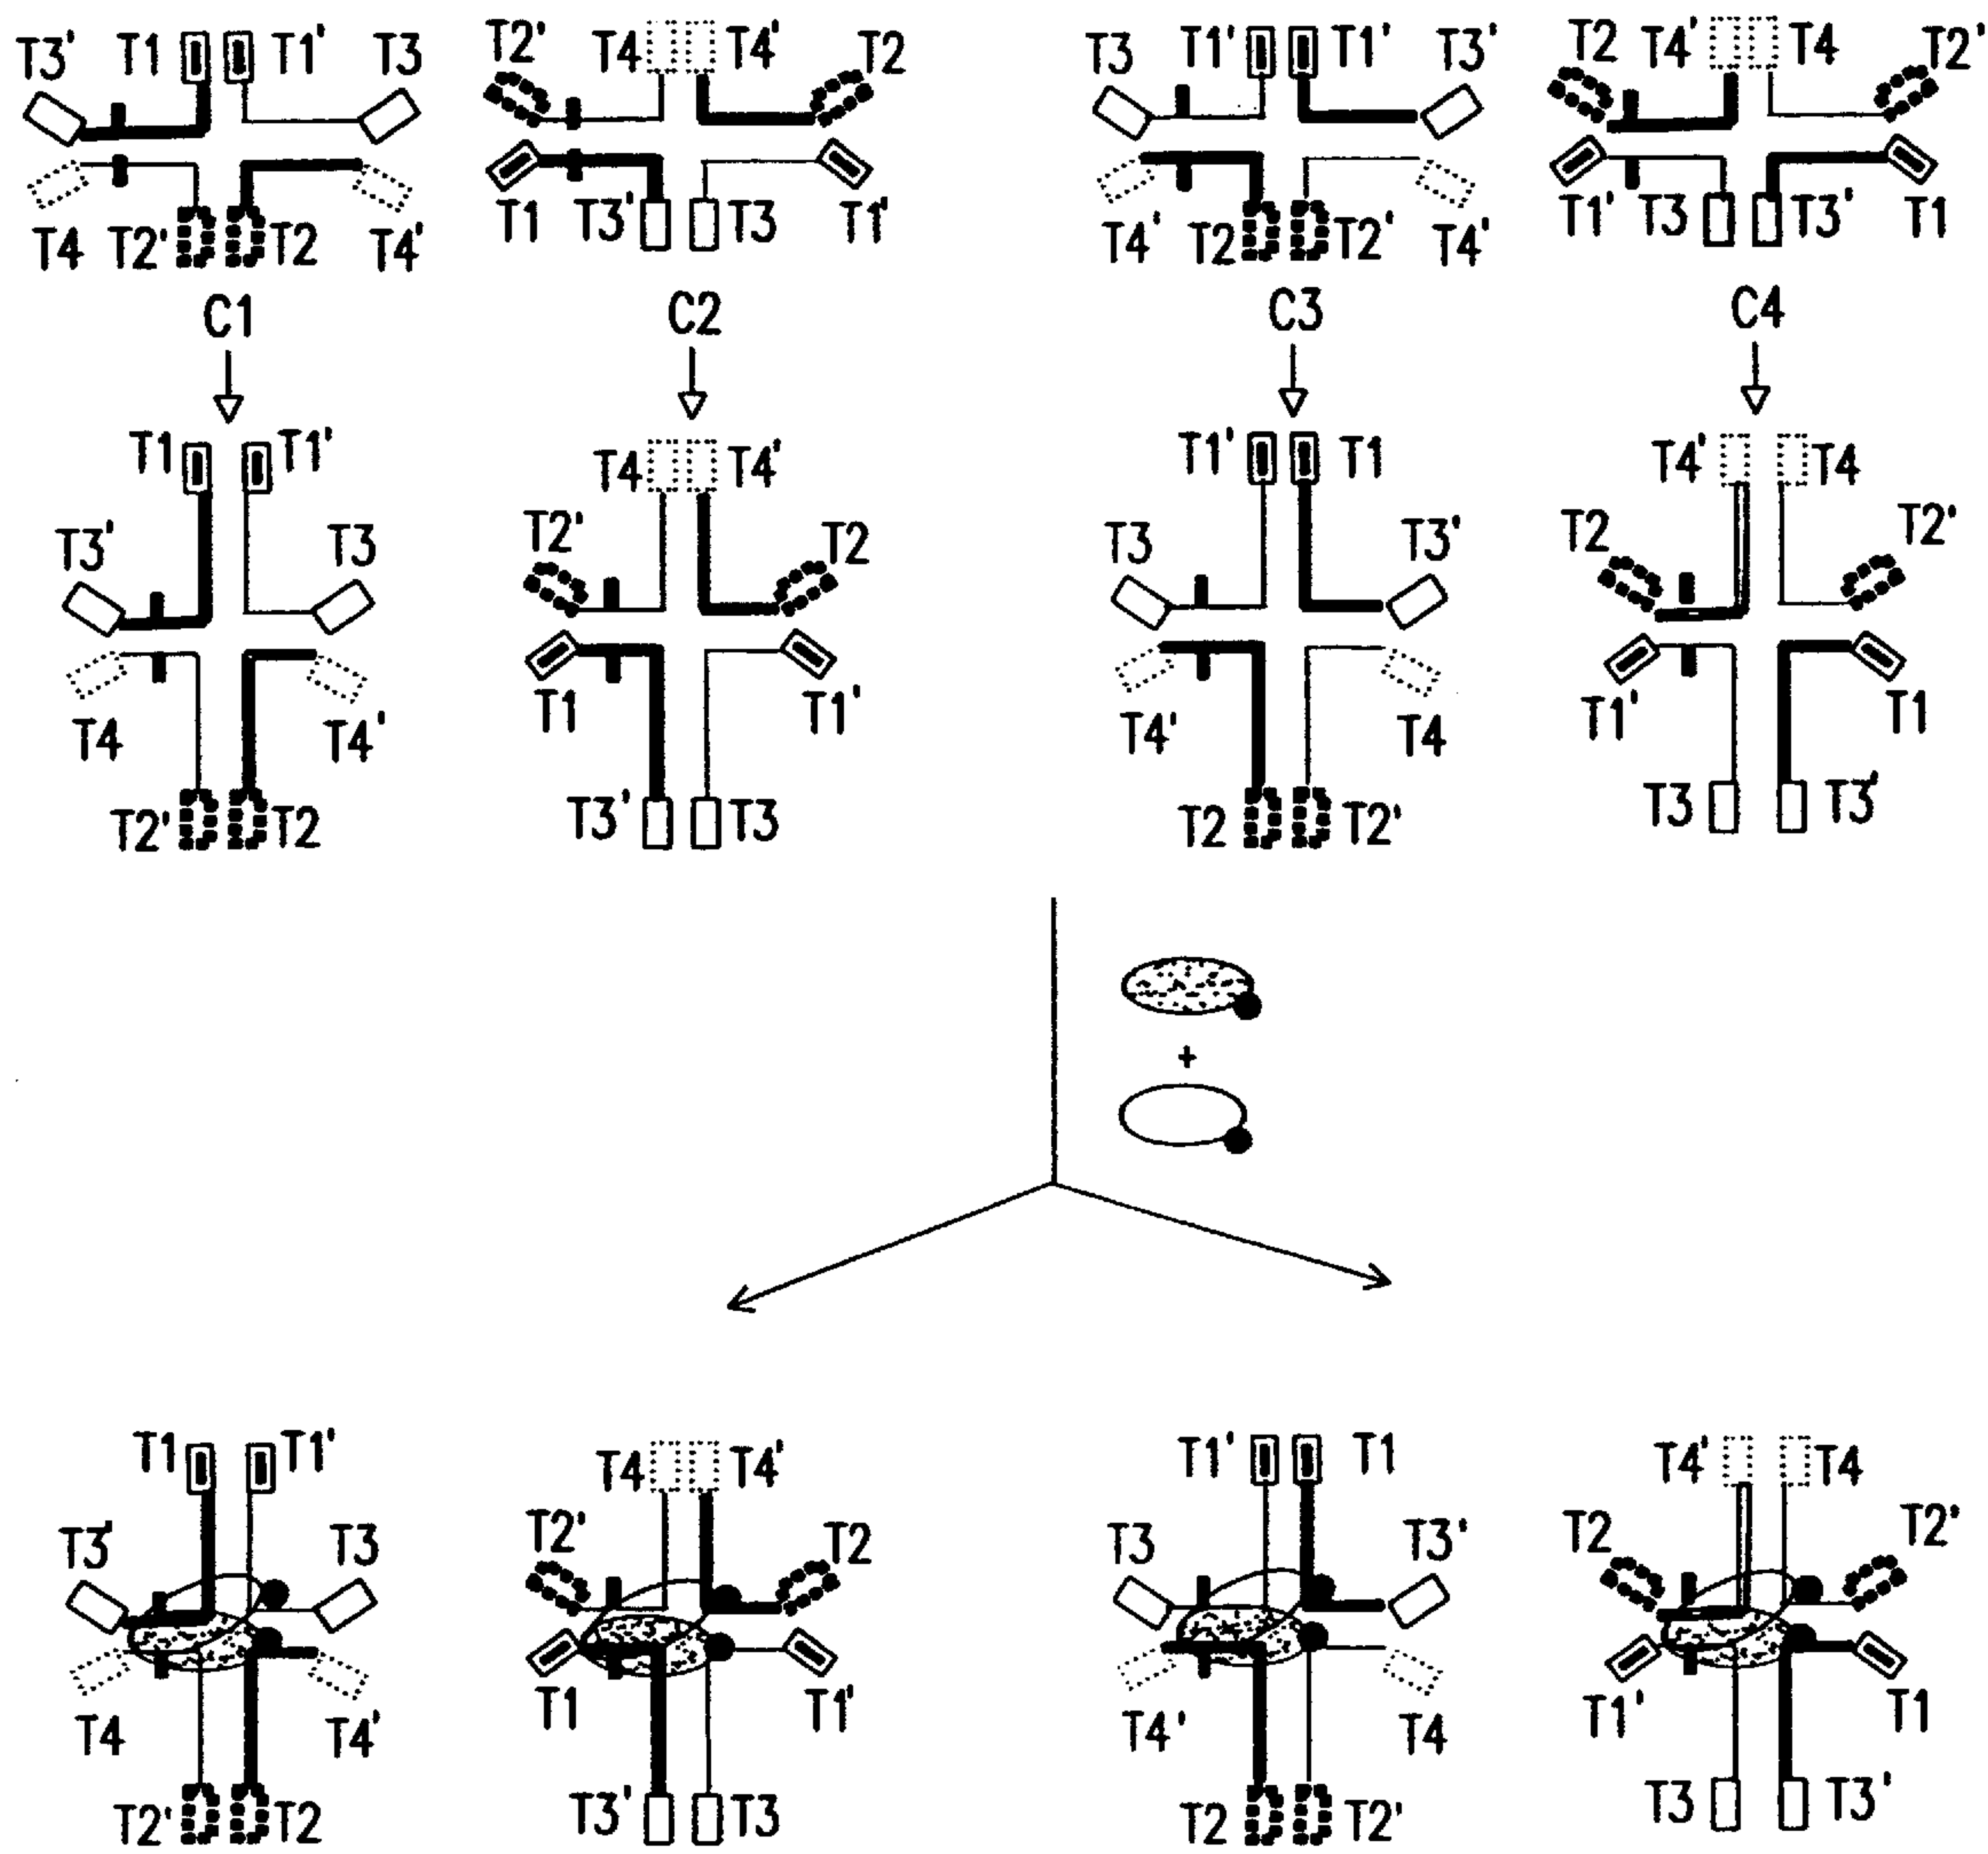 T3' T1 T1' T3 T2' T4 T4' T2 T3 T1' T1' T3' T2 T4' T4 T2'
T4 T2' T2 T4' T1 T3' T3 T1' T4' T2 T2' T4' T1' T3 T3' T1
C1 C2 C3 C4
T1 T1' T4 T4' T1' T1 T4' T4
T3' T3 T2' T2 T3 T3' T2 T2'
T4 T4' T1 T1' T4' T4 T1' T1
T2' T2 T3' T3 T2 T2' T3 T3'
+
T1 T1' T4 T4' T1' T1 T4' T4
T3' T3 T2' T2 T3 T3' T2 T2'
T4 T4' T1 T1' T4' T4 T1' T1
T2' T2 T3' T3 T2 T2' T3 T3'